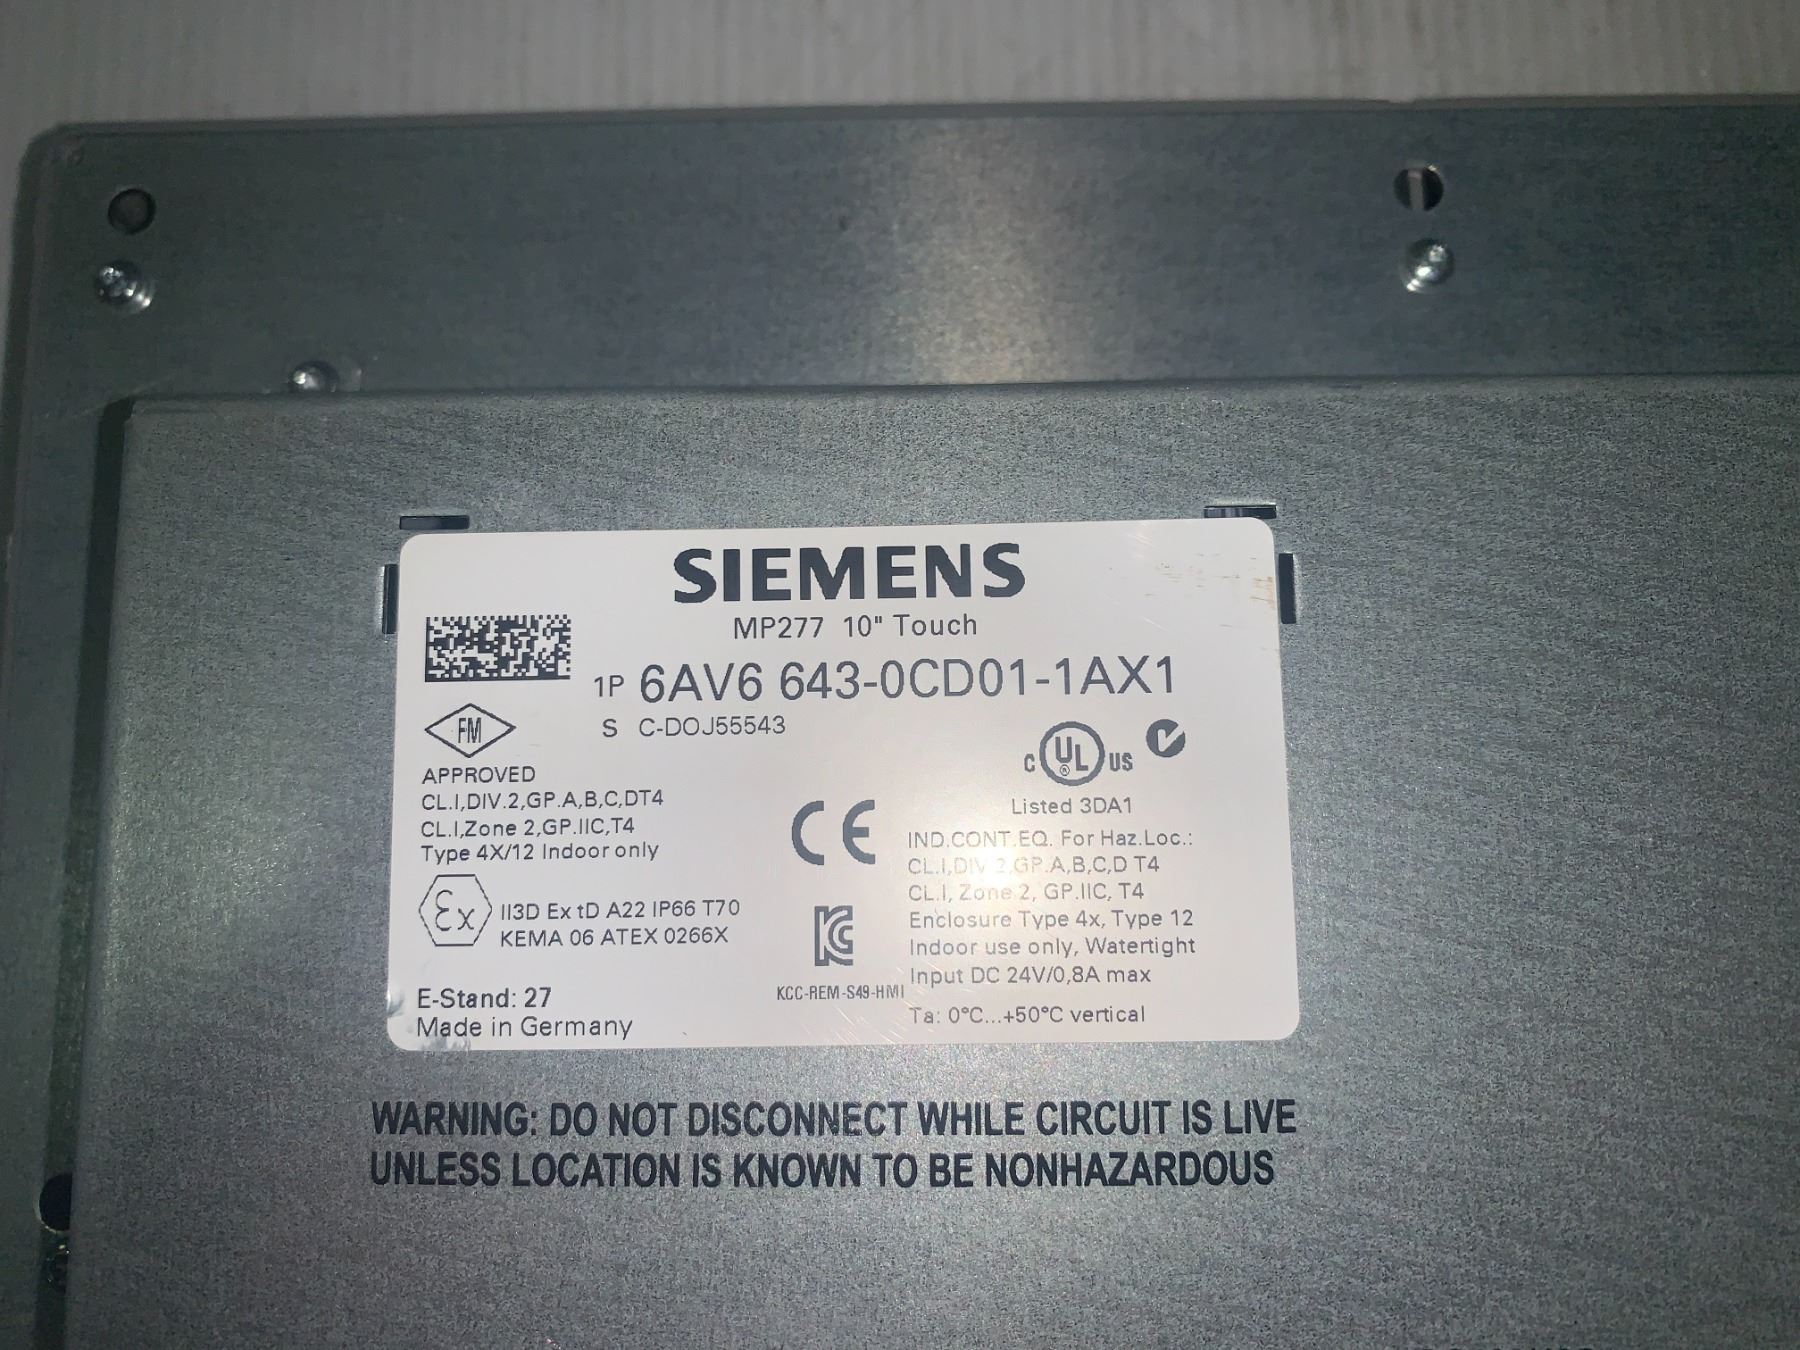 SIEMENS
MP277 10" Touch
1P 6AV6 643-0CD01-1AX1
S C-DOJ55543
FM
APPROVED
CL.I,DIV.2,GP.A,B,C,DT4
CL.I,Zone 2,GP.IIC,T4
Type 4X/12 Indoor only
Ex II3D Ex tD A22 IP66 T70
KEMA 06 ATEX 0266X
E-Stand: 27
Made in Germany
CE
KC
KCC-REM-S49-HMI
C UL ® US
Listed 3DA1
IND.CONT.EQ. For Haz.Loc.:
CL.I,DIV 2,GP.A,B,C,D T4
CL.I, Zone 2, GP.IIC, T4
Enclosure Type 4x, Type 12
Indoor use only, Watertight
Input DC 24V/0,8A max
Ta: 0°C...+50°C vertical
WARNING: DO NOT DISCONNECT WHILE CIRCUIT IS LIVE
UNLESS LOCATION IS KNOWN TO BE NONHAZARDOUS